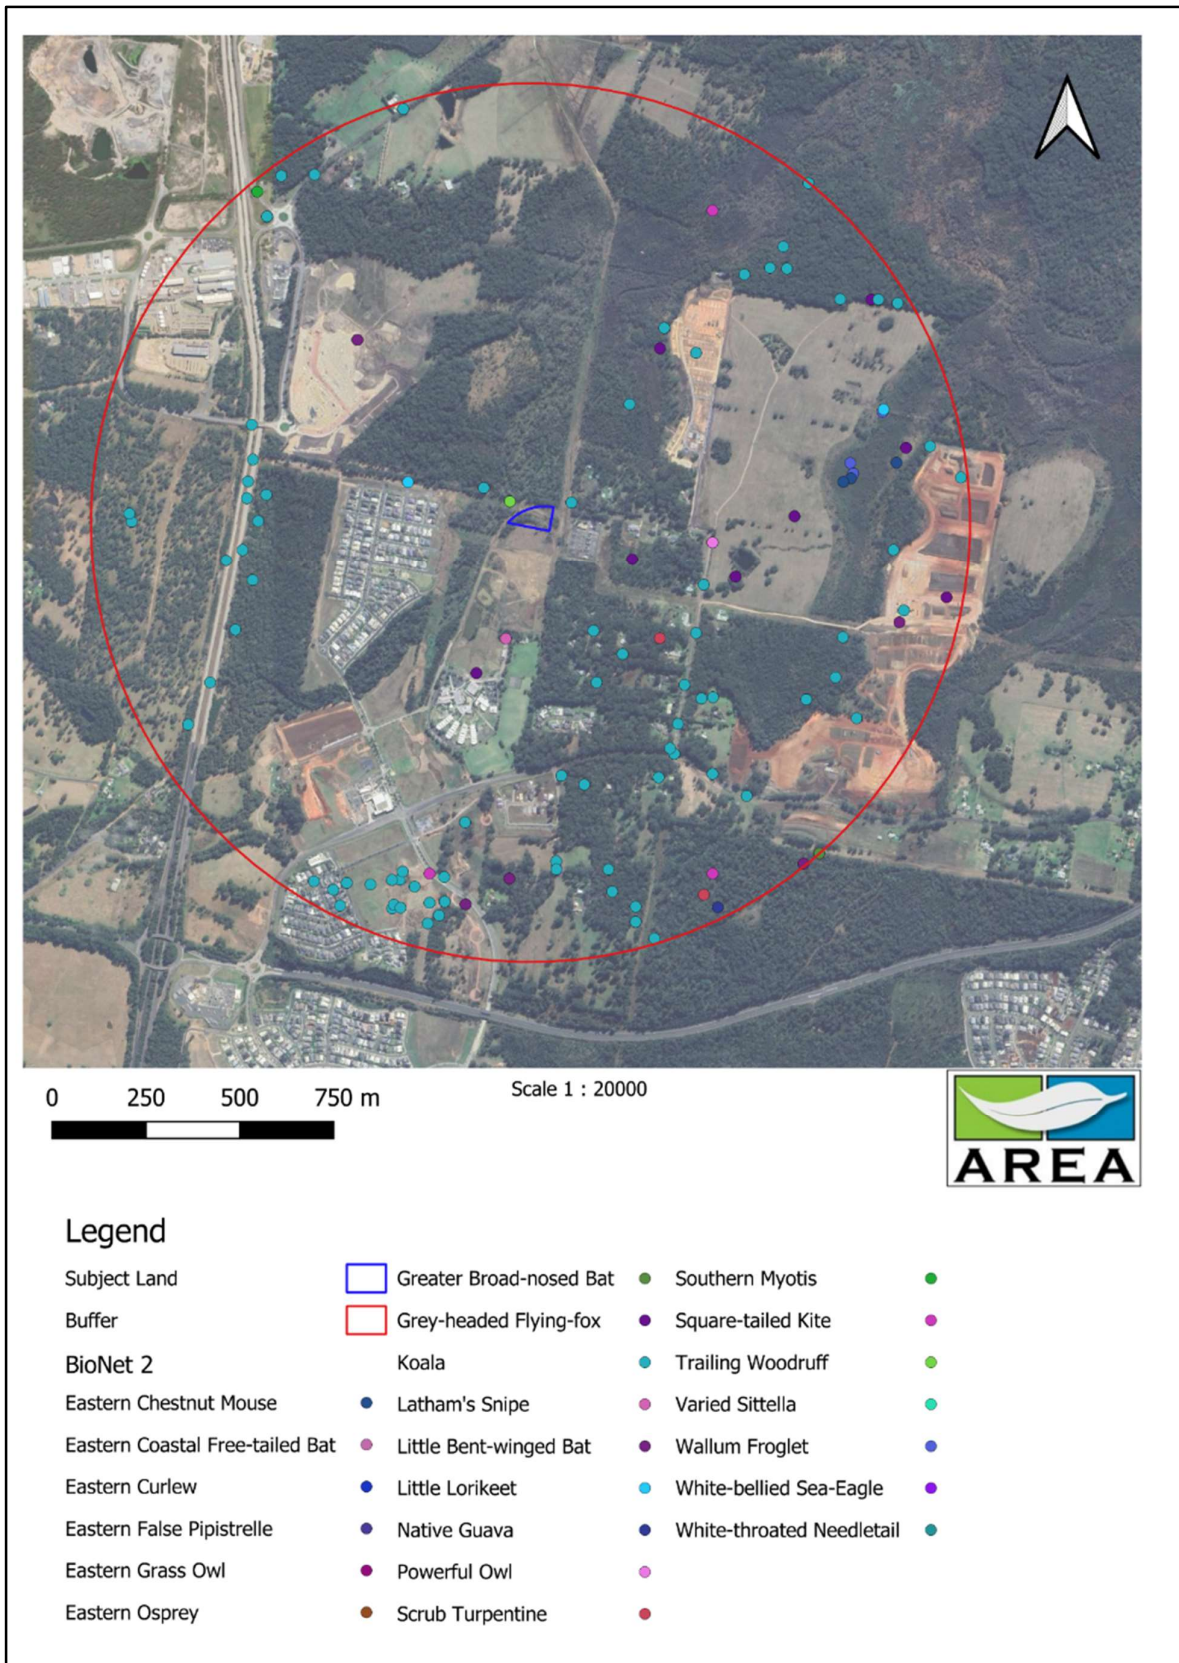 0 250 500 750 m
Scale 1 : 20000
AREA
Legend
Subject Land
Buffer
BioNet 2
Eastern Chestnut Mouse
Eastern Coastal Free-tailed Bat
Eastern Curlew
Eastern False Pipistrelle
Eastern Grass Owl
Eastern Osprey
Greater Broad-nosed Bat
Grey-headed Flying-fox
Koala
Latham's Snipe
Little Bent-winged Bat
Little Lorikeet
Native Guava
Powerful Owl
Scrub Turpentine
Southern Myotis
Square-tailed Kite
Trailing Woodruff
Varied Sittella
Wallum Froglet
White-bellied Sea-Eagle
White-throated Needletail